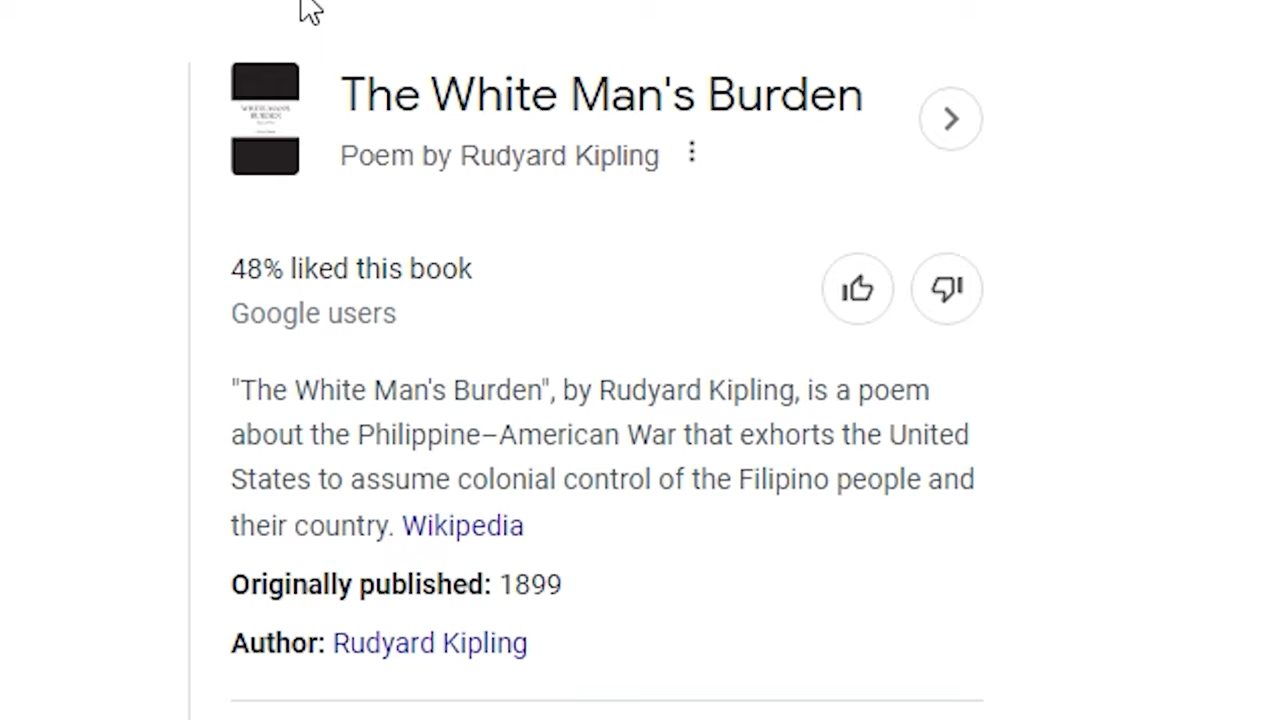 The White Man's Burden
Poem by Rudyard Kipling
48% liked this book
Google users
"The White Man's Burden", by Rudyard Kipling, is a poem
about the Philippine–American War that exhorts the United
States to assume colonial control of the Filipino people and
their country. Wikipedia
Originally published: 1899
Author: Rudyard Kipling